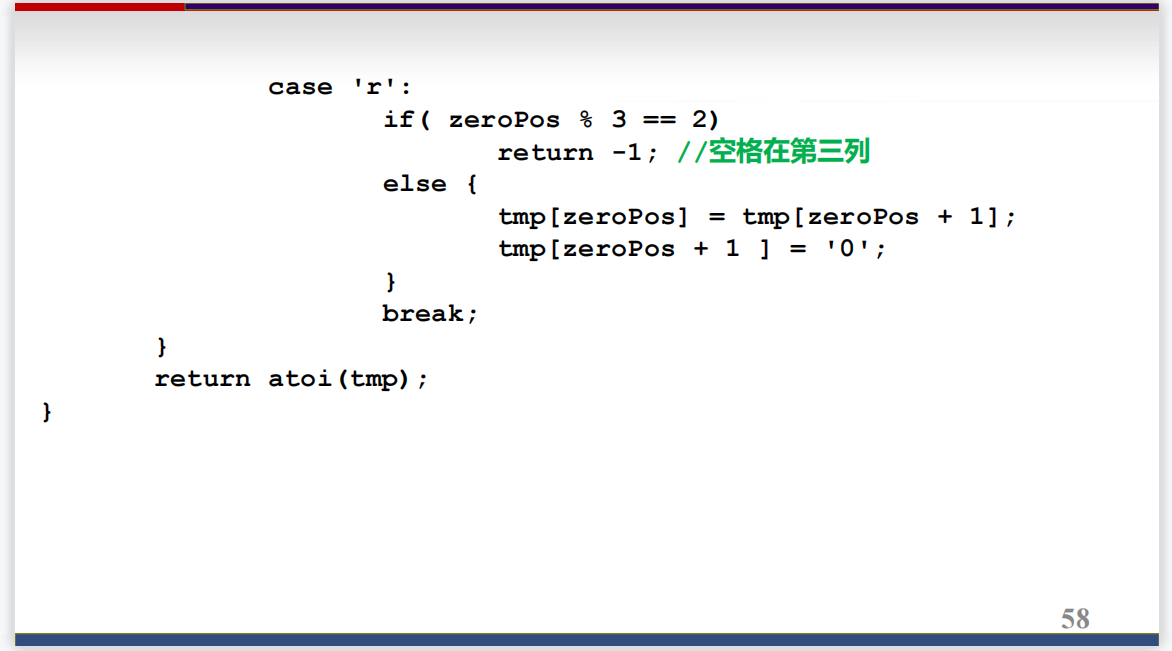 case 'r':
if( zeroPos % 3 == 2)
return -1; //空格在第三列
else {
tmp[zeroPos] = tmp[zeroPos + 1];
tmp[zeroPos + 1 ] = '0';
}
break;
}
return atoi(tmp);
}
58